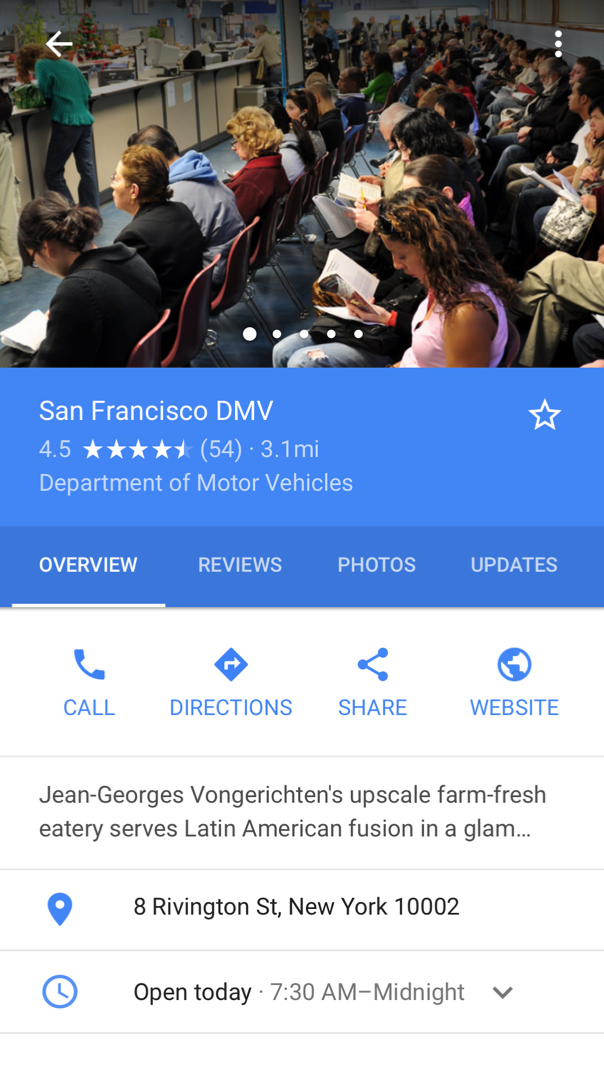 San Francisco DMV
4.5 (54) · 3.1mi
Department of Motor Vehicles
OVERVIEW REVIEWS PHOTOS UPDATES
CALL DIRECTIONS SHARE WEBSITE
Jean-Georges Vongerichten's upscale farm-fresh
eatery serves Latin American fusion in a glam...
8 Rivington St, New York 10002
Open today · 7:30 AM–Midnight